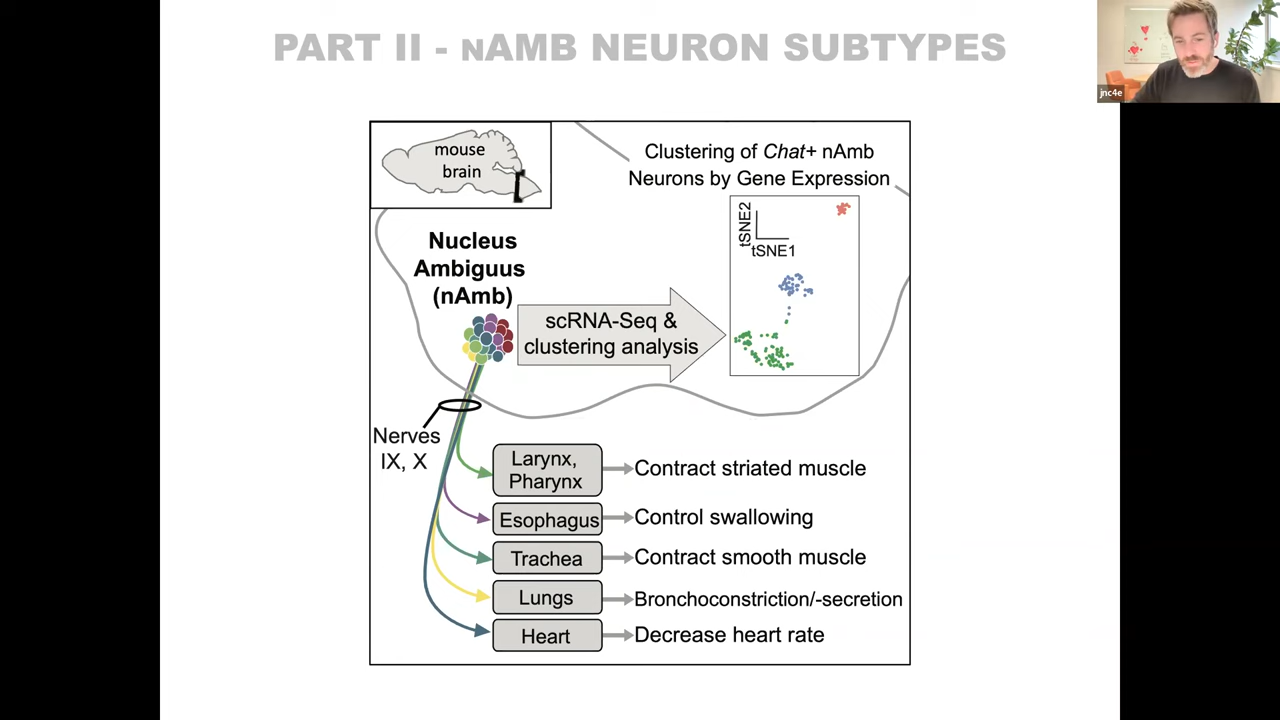 PART II - NAMB NEURON SUBTYPES
jnc4e
mouse
brain
Clustering of Chat+ nAmb
Neurons by Gene Expression
tSNE2
tSNE1
Nucleus
Ambiguus
(nAmb)
scRNA-Seq &
clustering analysis
Nerves
IX, X
Larynx,
Pharynx
Contract striated muscle
Esophagus
Control swallowing
Trachea
Contract smooth muscle
Lungs
Bronchoconstriction/-secretion
Heart
Decrease heart rate